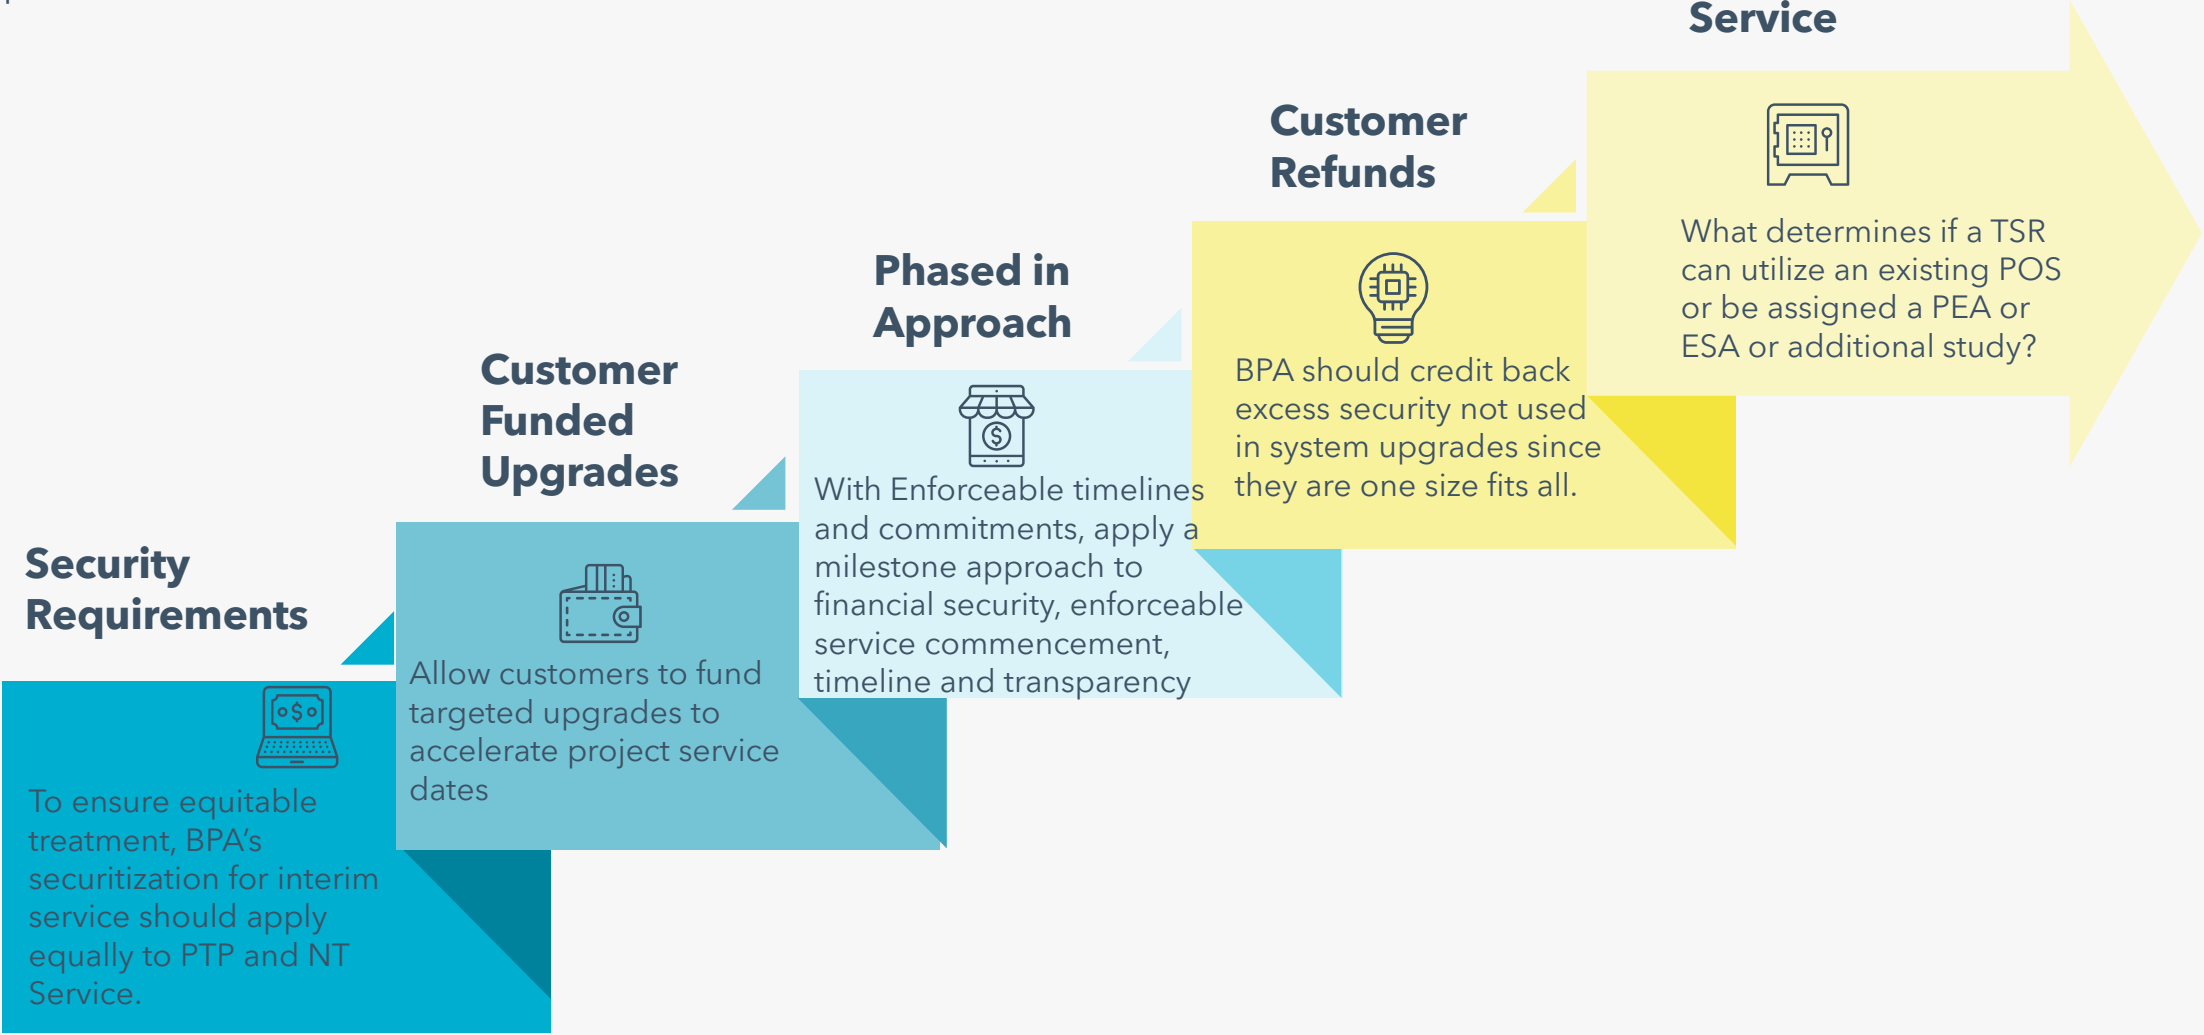 Security
Requirements
To ensure equitable
treatment, BPA’s
securitization for interim
service should apply
equally to PTP and NT
Service.
Customer
Funded
Upgrades
Allow customers to fund
targeted upgrades to
accelerate project service
dates
Phased in
Approach
With Enforceable timelines
and commitments, apply a
milestone approach to
financial security, enforceable
service commencement,
timeline and transparency
Customer
Refunds
BPA should credit back
excess security not used
in system upgrades since
they are one size fits all.
Service
What determines if a TSR
can utilize an existing POS
or be assigned a PEA or
ESA or additional study?